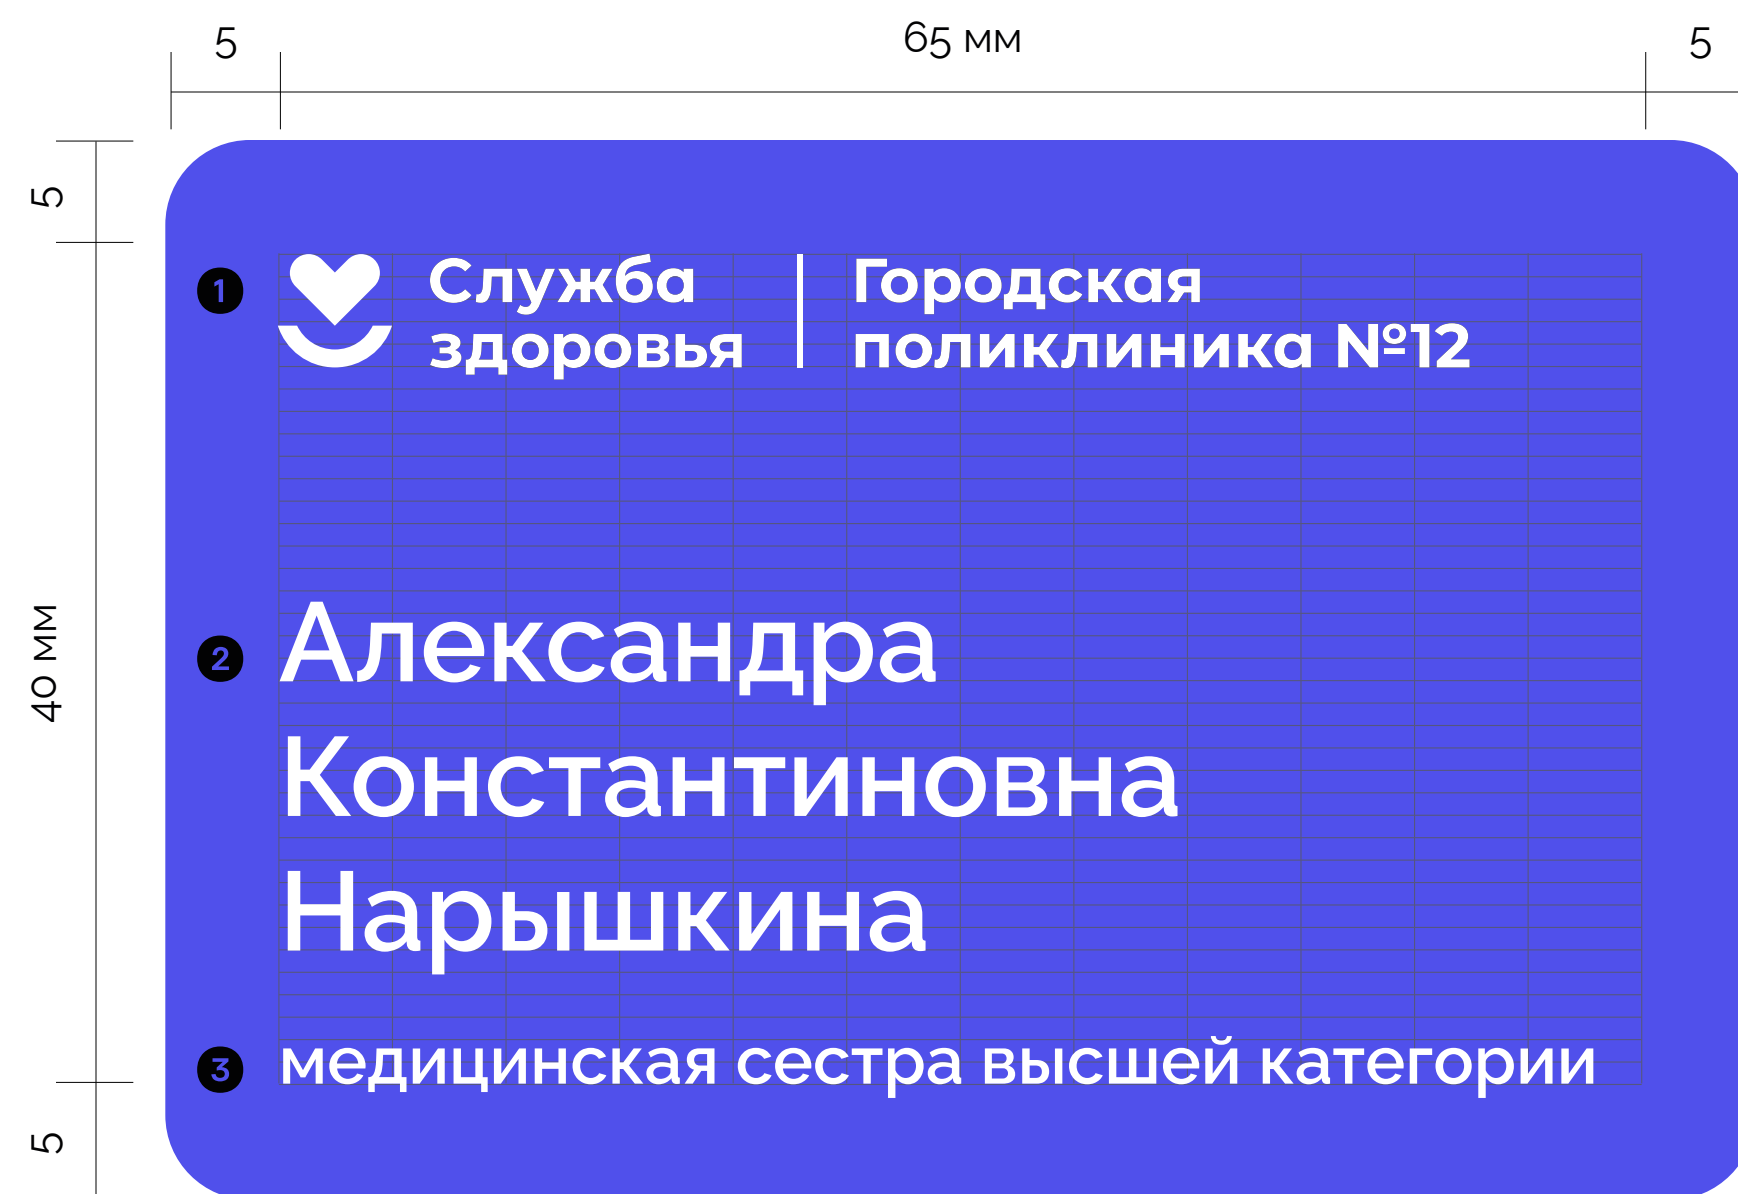 5
65 мм
5
5
1
Служба
здоровья
Городская
поликлиника №12
40 мм
2
Александра
Константиновна
Нарышкина
3
медицинская сестра высшей категории
5